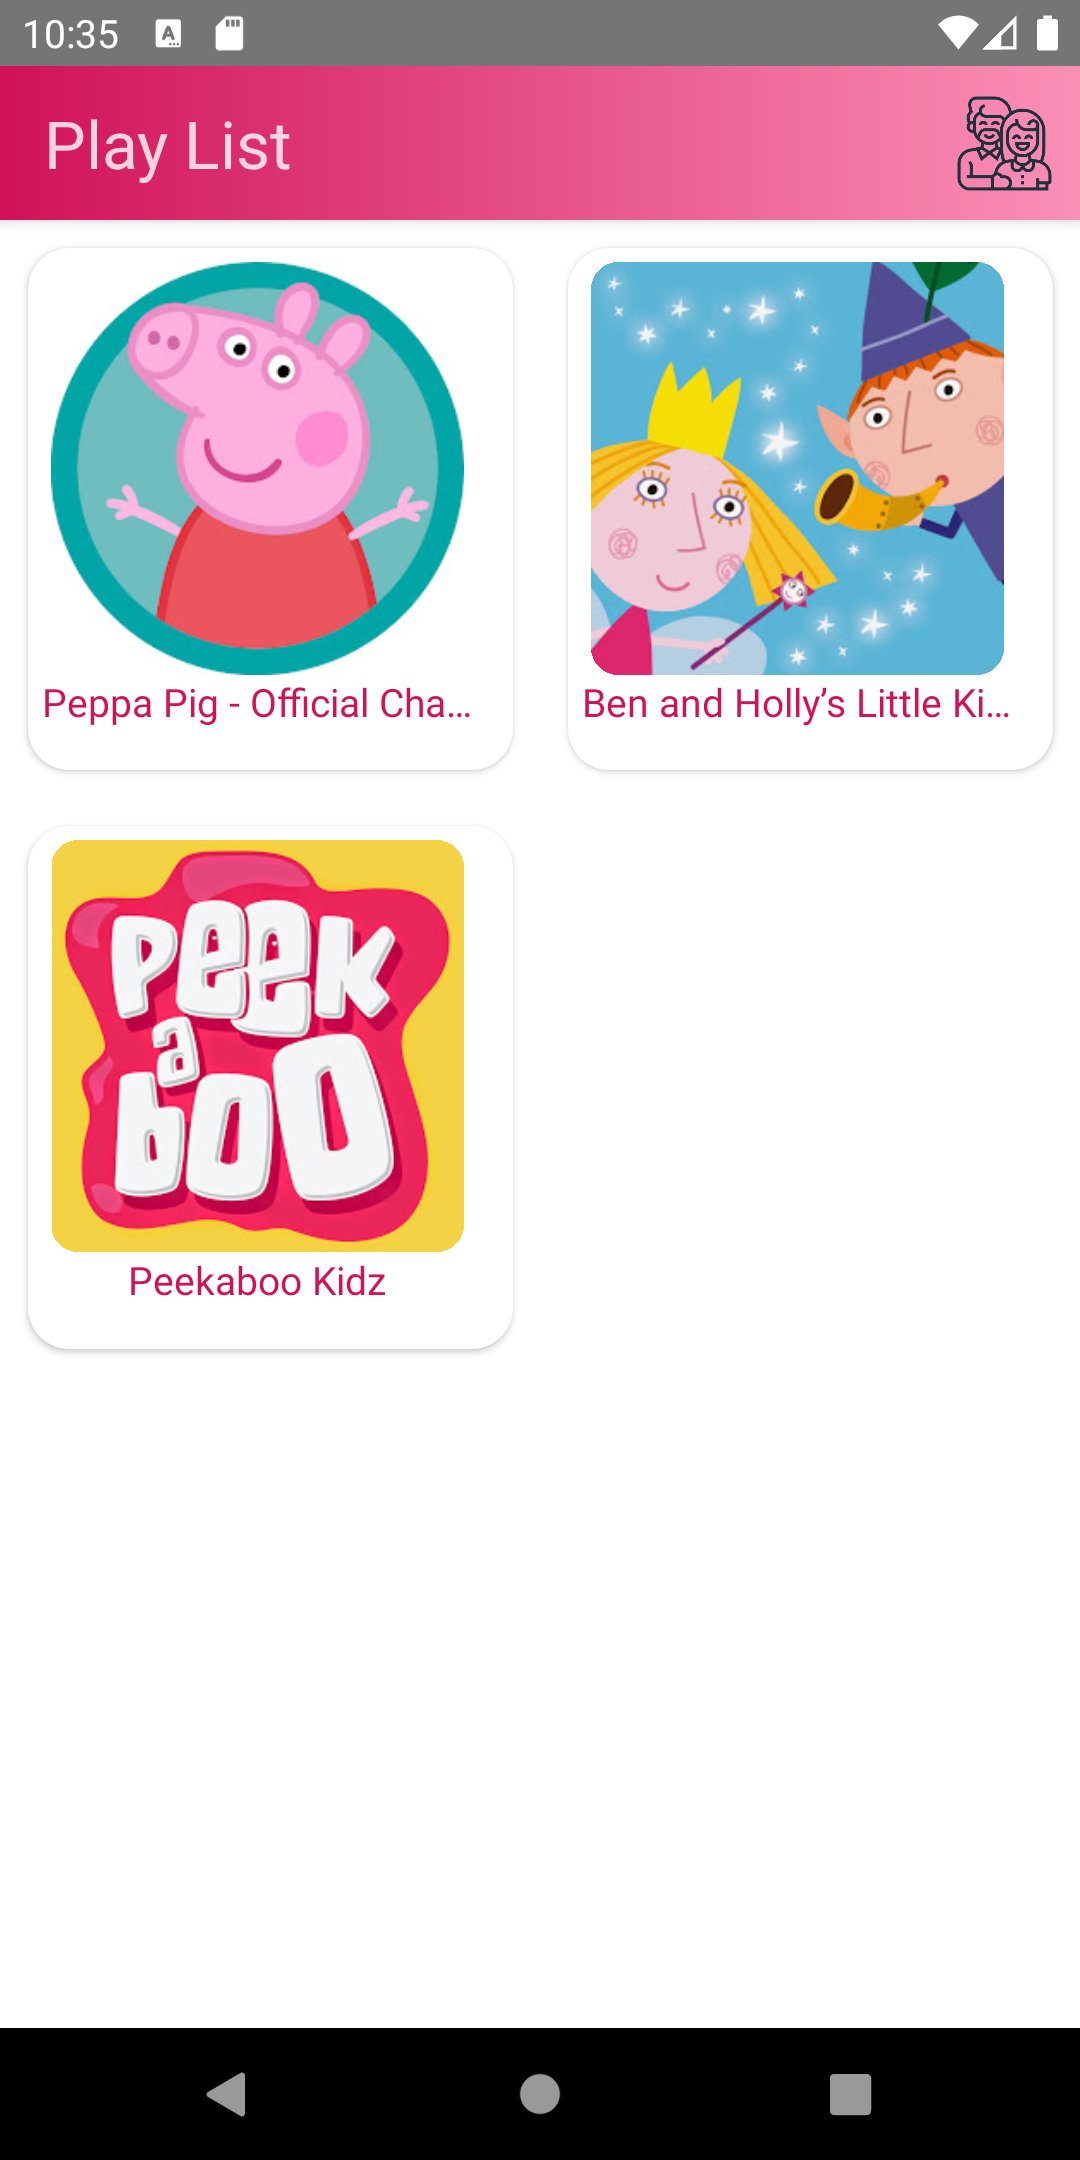 10:35
Play List
Peppa Pig - Official Cha...
Ben and Holly’s Little Ki...
peek
a
boo
Peekaboo Kidz